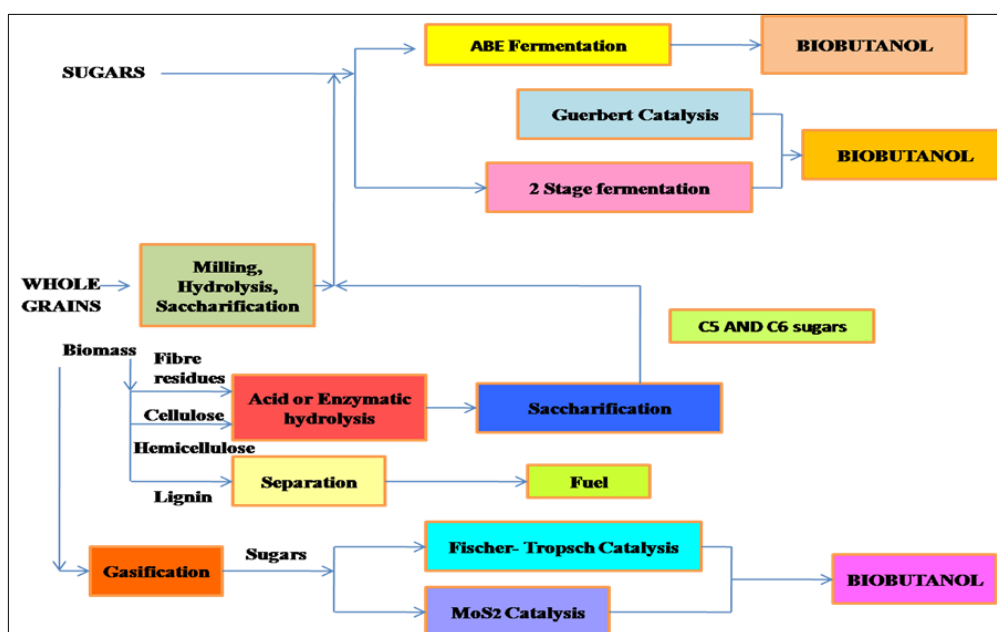 ABE Fermentation
BIOBUTANOL
SUGARS
Guerbert Catalysis
BIOBUTANOL
2 Stage fermentation
WHOLE
GRAINS
Milling,
Hydrolysis,
Saccharification
C5 AND C6 sugars
Biomass
Fibre
residues
Cellulose
Hemicellulose
Lignin
Acid or Enzymatic
hydrolysis
Saccharification
Separation
Fuel
Gasification
Sugars
Fischer- Tropsch Catalysis
MoS2 Catalysis
BIOBUTANOL